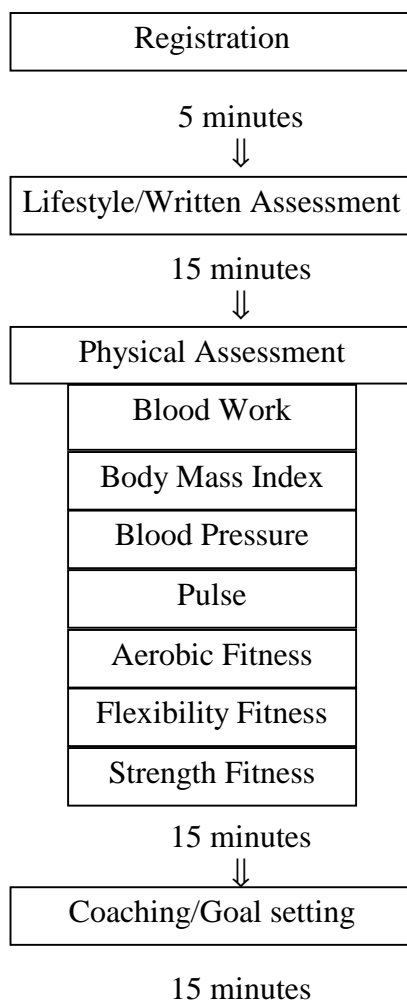 Registration
5 minutes
⇓
Lifestyle/Written Assessment
15 minutes
⇓
Physical Assessment
Blood Work
Body Mass Index
Blood Pressure
Pulse
Aerobic Fitness
Flexibility Fitness
Strength Fitness
15 minutes
⇓
Coaching/Goal setting
15 minutes